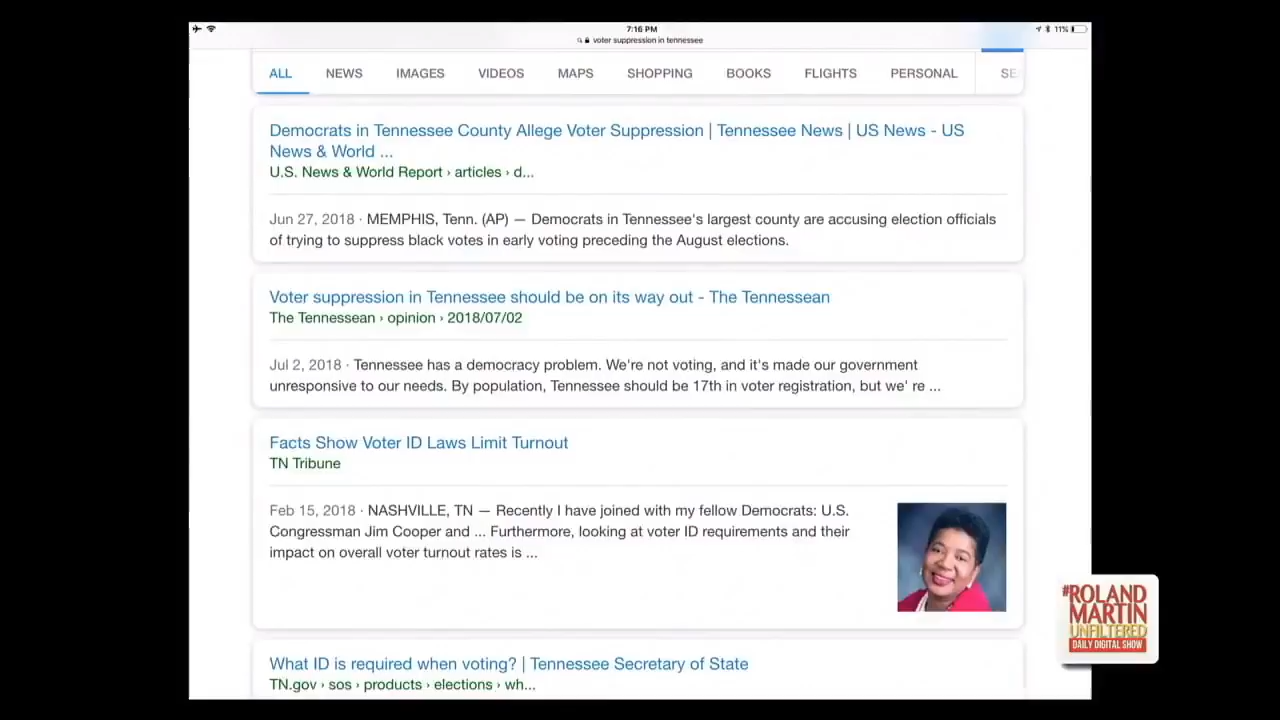 7:16 PM
11%
voter suppression in tennessee
ALL NEWS IMAGES VIDEOS MAPS SHOPPING BOOKS FLIGHTS PERSONAL SE
Democrats in Tennessee County Allege Voter Suppression | Tennessee News | US News - US
News & World ...
U.S. News & World Report › articles › d...
Jun 27, 2018 · MEMPHIS, Tenn. (AP) — Democrats in Tennessee's largest county are accusing election officials
of trying to suppress black votes in early voting preceding the August elections.
Voter suppression in Tennessee should be on its way out - The Tennessean
The Tennessean › opinion › 2018/07/02
Jul 2, 2018 · Tennessee has a democracy problem. We're not voting, and it's made our government
unresponsive to our needs. By population, Tennessee should be 17th in voter registration, but we' re ...
Facts Show Voter ID Laws Limit Turnout
TN Tribune
Feb 15, 2018 · NASHVILLE, TN — Recently I have joined with my fellow Democrats: U.S.
Congressman Jim Cooper and ... Furthermore, looking at voter ID requirements and their
impact on overall voter turnout rates is ...
#ROLAND
MARTIN
UNFILTERED
DAILY DIGITAL SHOW
What ID is required when voting? | Tennessee Secretary of State
TN.gov › sos › products › elections › wh...